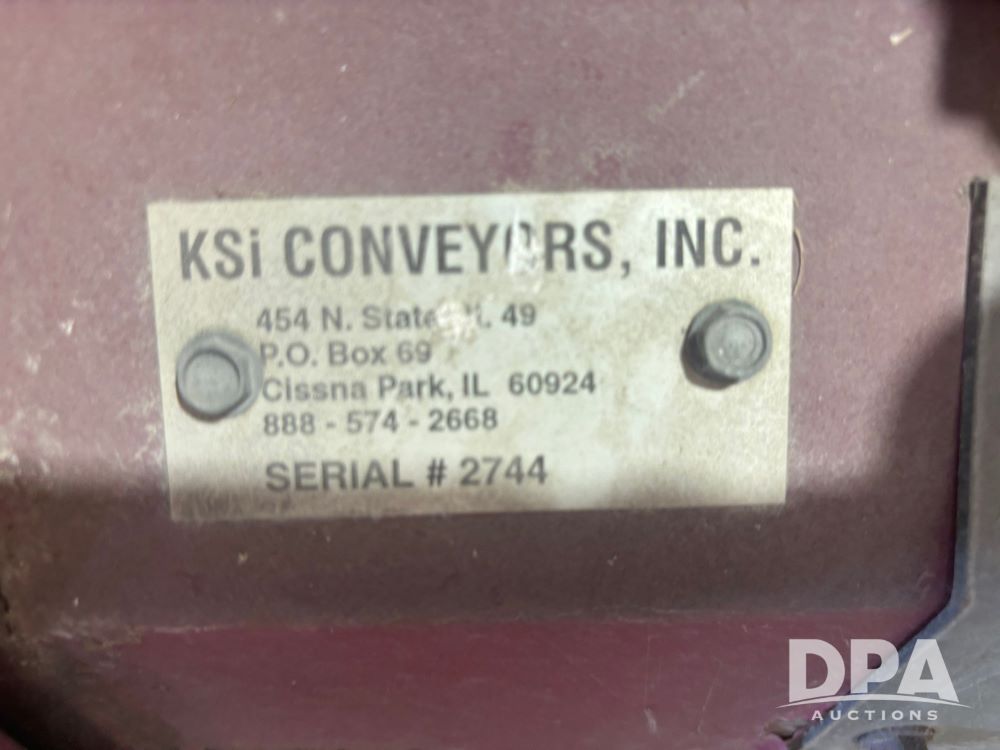 KSi CONVEYORS, INC.
454 N. State 49
P.O. Box 69
Cissna Park, IL 60924
888 - 574 - 2668
SERIAL # 2744
DPA
AUCTIONS